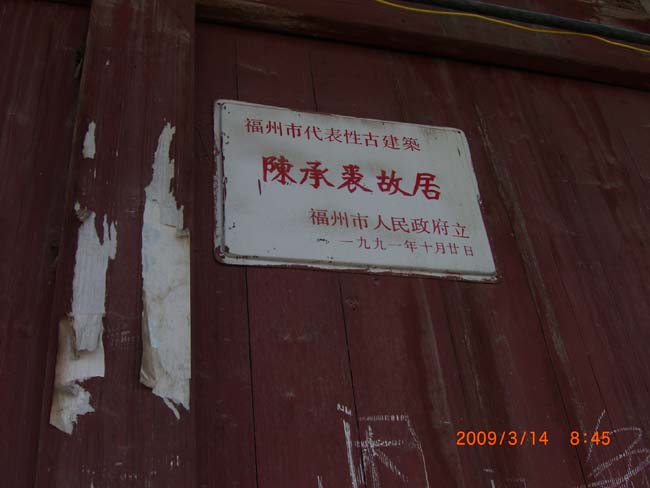 福州市代表性古建築
陳承裘故居
福州市人民政府立
一九九一年十月廿日
2009/3/14 8:45